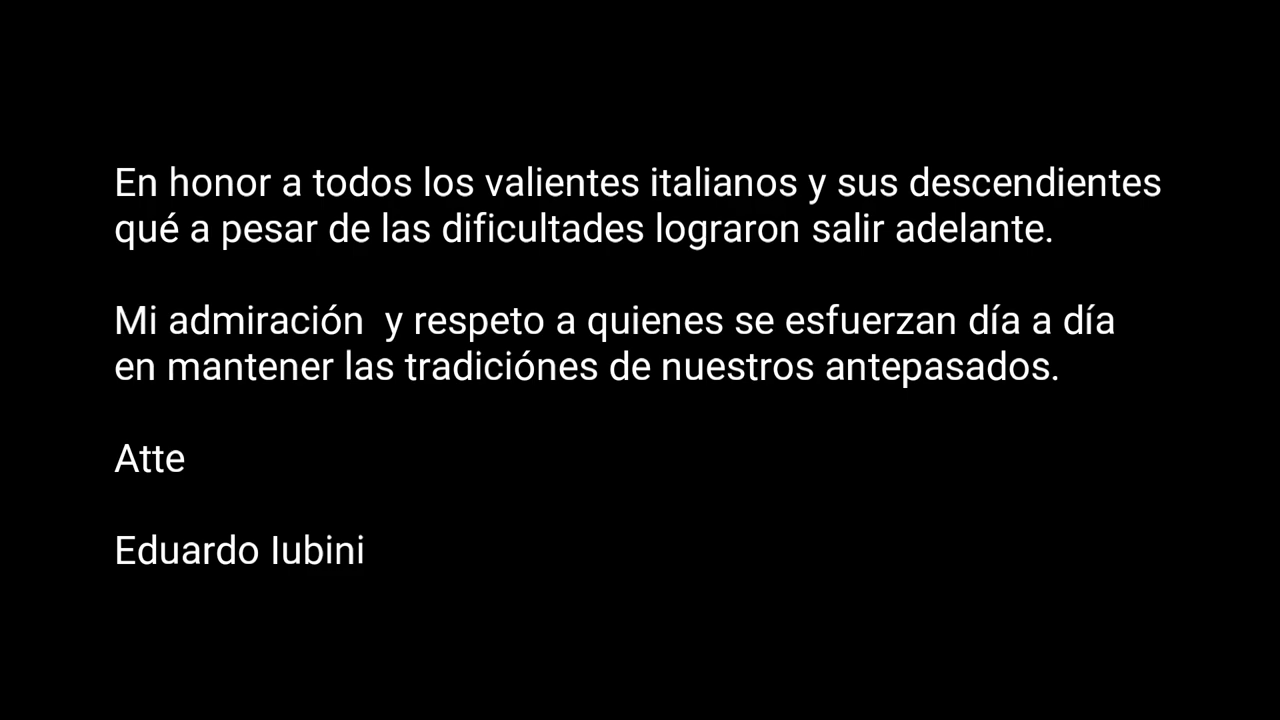 En honor a todos los valientes italianos y sus descendientes
qué a pesar de las dificultades lograron salir adelante.
Mi admiración  y respeto a quienes se esfuerzan día a día
en mantener las tradiciónes de nuestros antepasados.
Atte
Eduardo Iubini